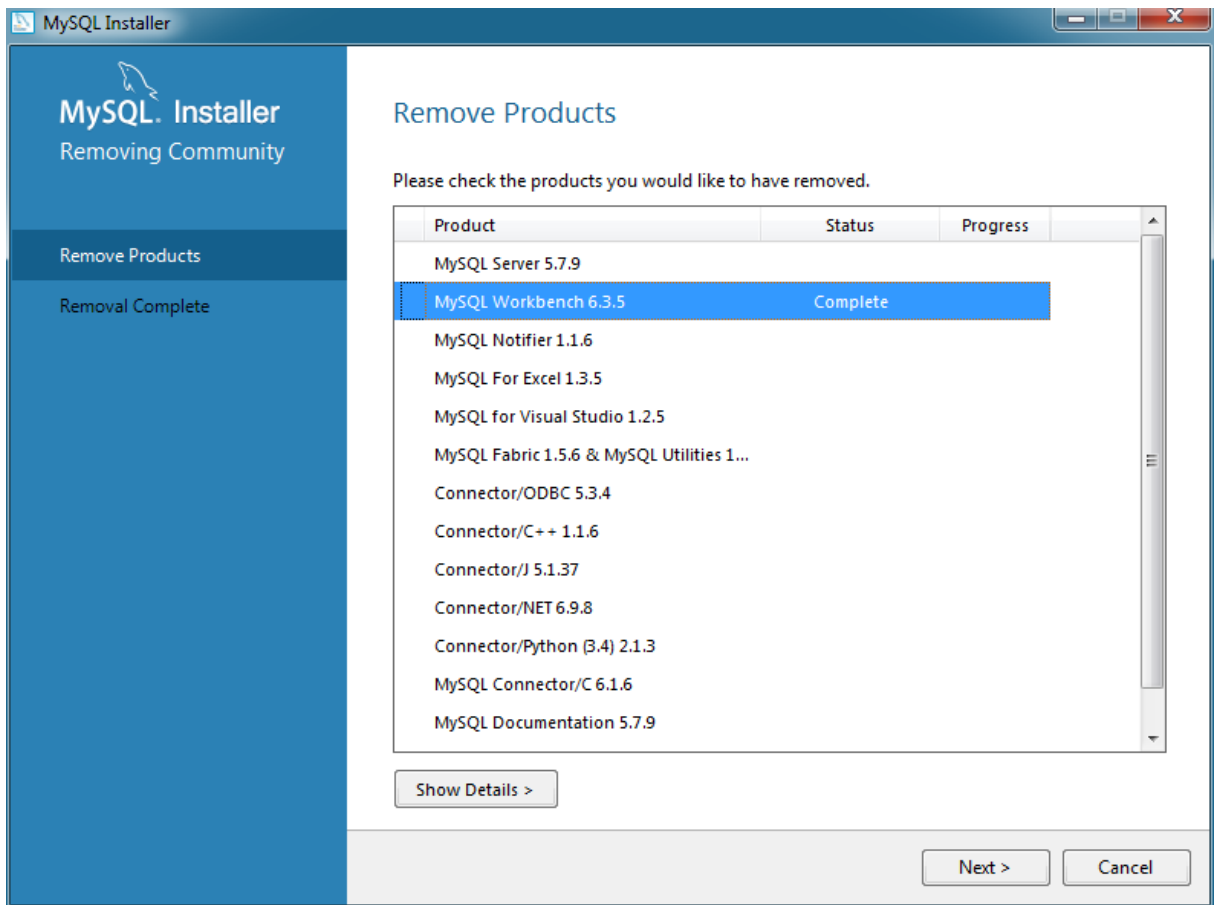 MySQL Installer
MySQL. Installer
Removing Community
Remove Products
Removal Complete
Remove Products
Please check the products you would like to have removed.
Product Status Progress
MySQL Server 5.7.9
MySQL Workbench 6.3.5 Complete
MySQL Notifier 1.1.6
MySQL For Excel 1.3.5
MySQL for Visual Studio 1.2.5
MySQL Fabric 1.5.6 & MySQL Utilities 1...
Connector/ODBC 5.3.4
Connector/C++ 1.1.6
Connector/J 5.1.37
Connector/NET 6.9.8
Connector/Python (3.4) 2.1.3
MySQL Connector/C 6.1.6
MySQL Documentation 5.7.9
Show Details >
Next > Cancel